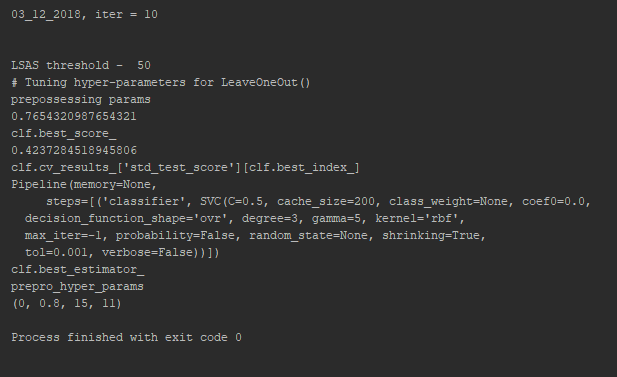 03_12_2018, iter = 10
LSAS threshold -  50
# Tuning hyper-parameters for LeaveOneOut()
prepossessing params
0.7654320987654321
clf.best_score_
0.4237284518945806
clf.cv_results_['std_test_score'][clf.best_index_]
Pipeline(memory=None,
     steps=[('classifier', SVC(C=0.5, cache_size=200, class_weight=None, coef0=0.0,
  decision_function_shape='ovr', degree=3, gamma=5, kernel='rbf',
  max_iter=-1, probability=False, random_state=None, shrinking=True,
  tol=0.001, verbose=False))])
clf.best_estimator_
prepro_hyper_params
(0, 0.8, 15, 11)
Process finished with exit code 0